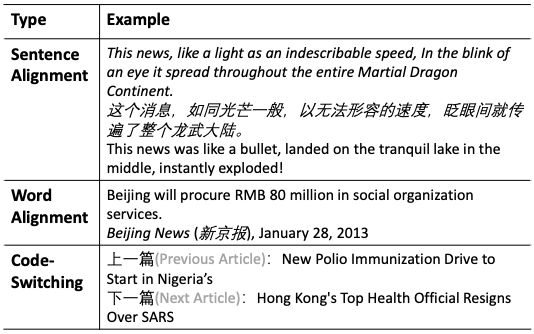 Type Example
Sentence Alignment
This news, like a light as an indescribable speed, In the blink of
an eye it spread throughout the entire Martial Dragon
Continent.
这个消息，如同光芒一般，以无法形容的速度，眨眼间就传
遍了整个龙武大陆。
This news was like a bullet, landed on the tranquil lake in the
middle, instantly exploded!
Word Alignment
Beijing will procure RMB 80 million in social organization
services.
Beijing News (新京报), January 28, 2013
Code-Switching
上一篇(Previous Article)：New Polio Immunization Drive to
Start in Nigeria’s
下一篇(Next Article)：Hong Kong's Top Health Official Resigns
Over SARS